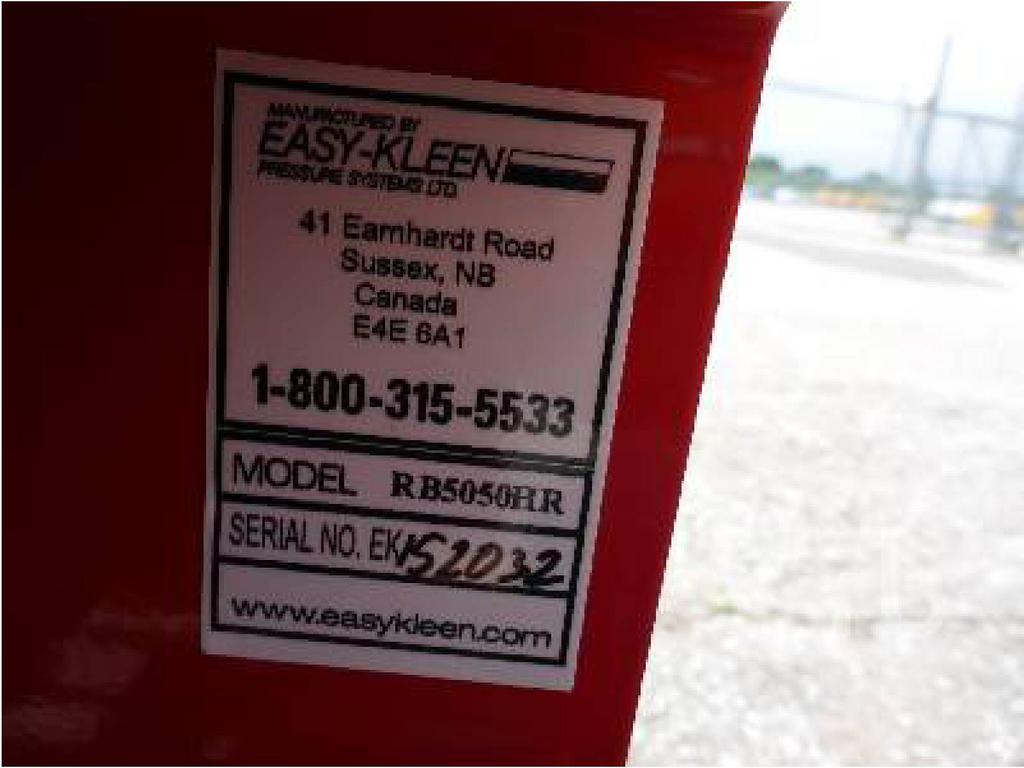 MANUFACTURED BY
EASY-KLEEN
PRESSURE SYSTEMS LTD.
41 Earnhardt Road
Sussex, NB
Canada
E4E 6A1
1-800-315-5533
MODEL RB5050HR
SERIAL NO. EK152032
www.easykleen.com